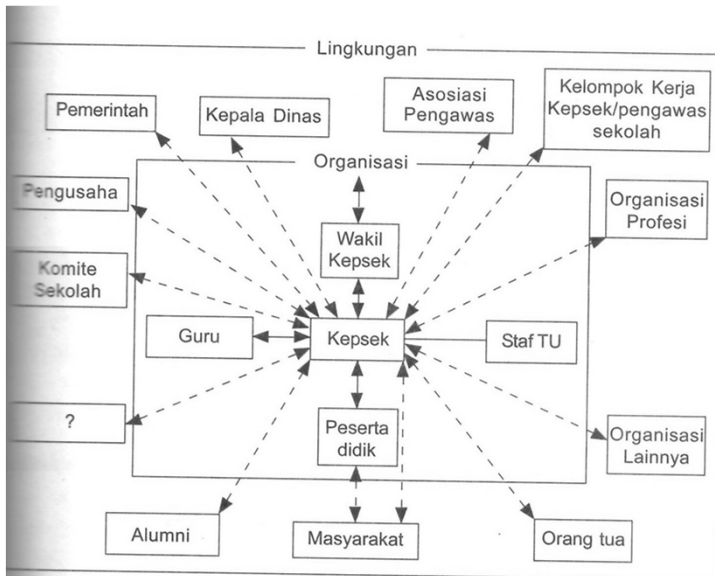 Lingkungan
Pemerintah
Kepala Dinas
Asosiasi
Pengawas
Kelompok Kerja
Kepsek/pengawas
sekolah
Organisasi
Pengusaha
Organisasi
Profesi
Wakil
Kepsek
Komite
Sekolah
Guru
Kepsek
Staf TU
?
Peserta
didik
Organisasi
Lainnya
Alumni
Masyarakat
Orang tua